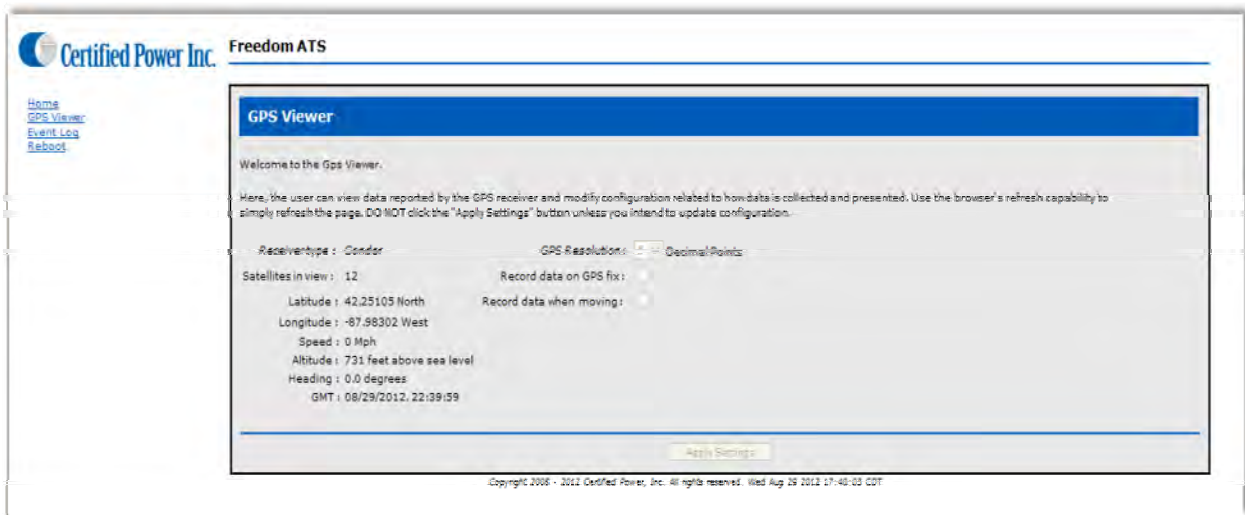 Certified Power Inc.
Freedom ATS
Home
GPS Viewer
Event Log
Reboot
GPS Viewer
Welcome to the Gps Viewer.
Here, the user can view data reported by the GPS receiver and modify configuration related to how data is collected and presented. Use the browser's refresh capability to
simply refresh the page. DO NOT click the "Apply Settings" button unless you intend to update configuration.
Receiver type : Condor
GPS Resolution : Decimal Points
Satellites in view : 12
Record data on GPS fix :
Latitude : 42.25105 North
Record data when moving :
Longitude : -87.98302 West
Speed : 0 Mph
Altitude : 731 feet above sea level
Heading : 0.0 degrees
GMT : 08/29/2012, 22:39:59
Apply Settings
Copyright 2008 - 2012 Certified Power, Inc. All rights reserved. Wed Aug 29 2012 17:40:03 CDT